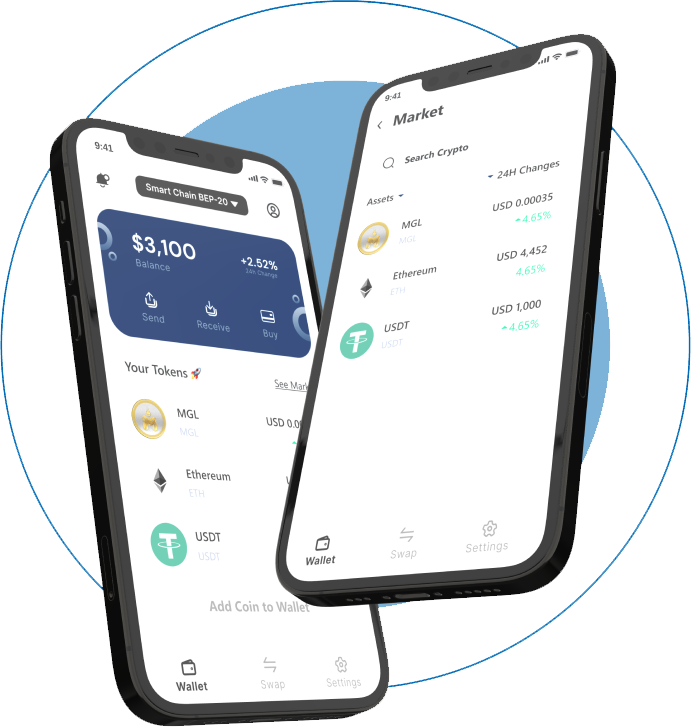 9:41
Smart Chain BEP-20
$3,100
Balance
+2.52%
24h Change
Send
Receive
Buy
Your Tokens
See
MGL
MGL
USD
Ethereum
ETH
USDT
USDT
Add Coin to Wallet
Wallet
Swap
Settings
9:41
Market
Search Crypto
Assets
24H Changes
MGL
MGL
USD 0.00035
4.65%
Ethereum
ETH
USD 4,452
4.65%
USDT
USDT
USD 1,000
4.65%
Wallet
Swap
Settings